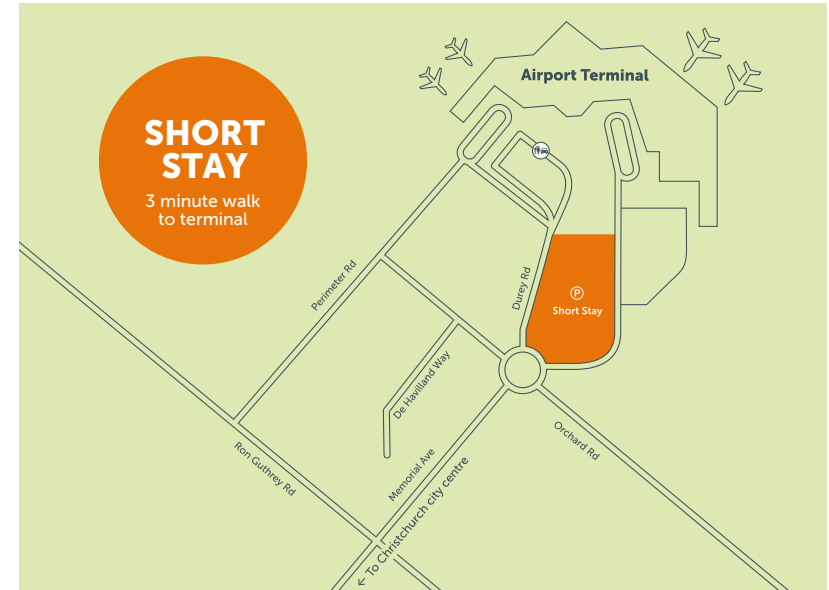 SHORT
STAY
3 minute walk
to terminal
Airport Terminal
Perimeter Rd
Durey Rd
P
Short Stay
De Havilland Way
Ron Guthrey Rd
Memorial Ave
← To Christchurch city centre
Orchard Rd